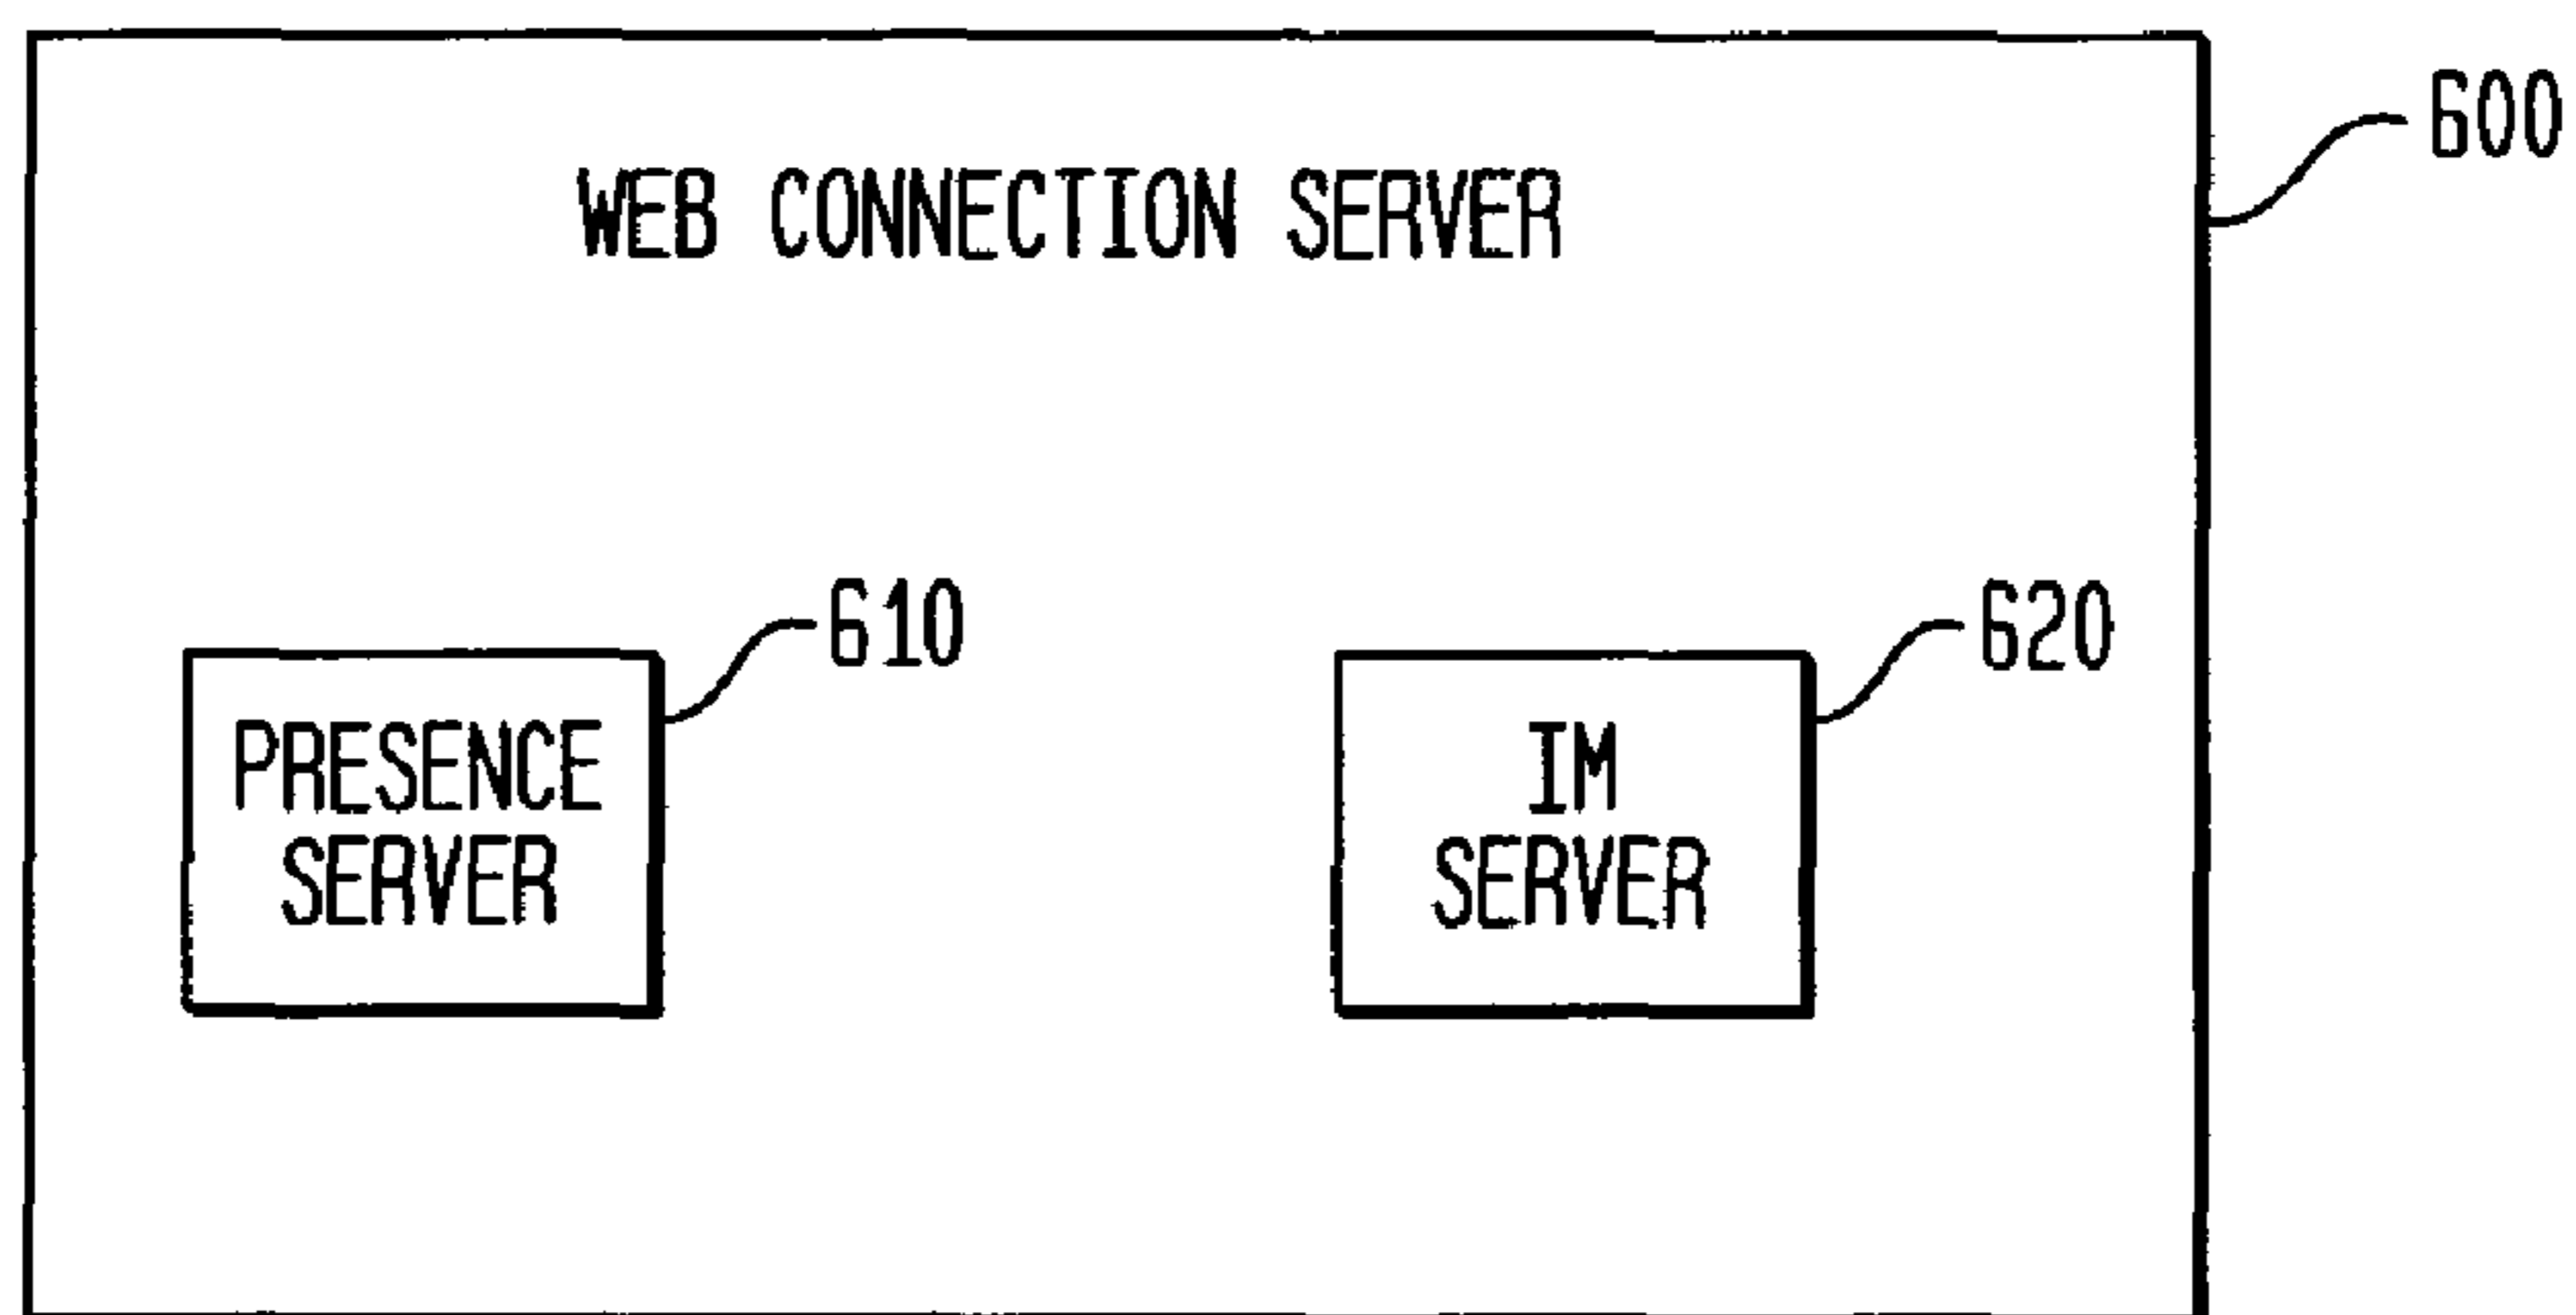 600
WEB CONNECTION SERVER
610
620
PRESENCE
SERVER
IM
SERVER